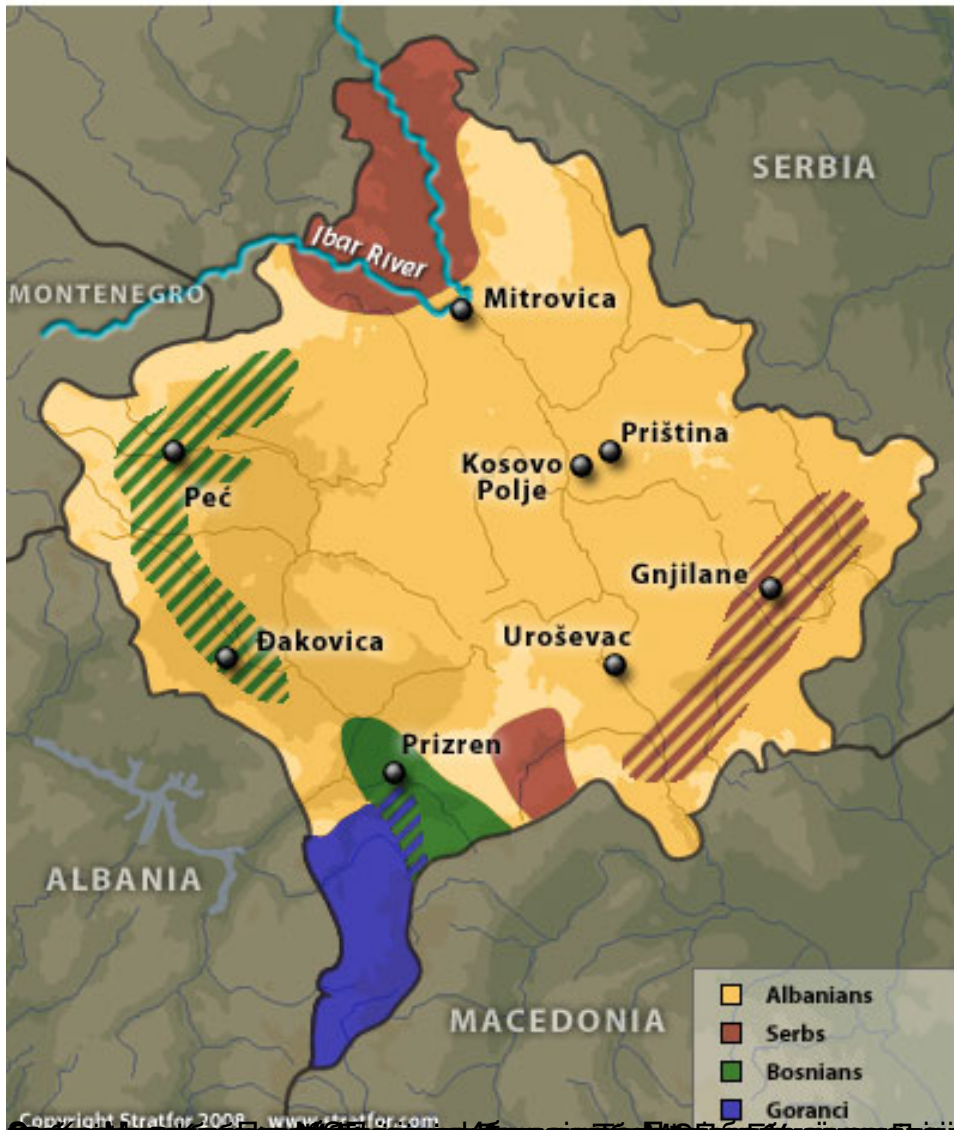 SERBIA
Ibar River
MONTENEGRO
Mitrovica
Priština
Kosovo
Polje
Peć
Gnjilane
Đakovica
Uroševac
Prizren
ALBANIA
MACEDONIA
Albanians
Serbs
Bosnians
Goranci
Copyright Stratfor 2008 www.stratfor.com